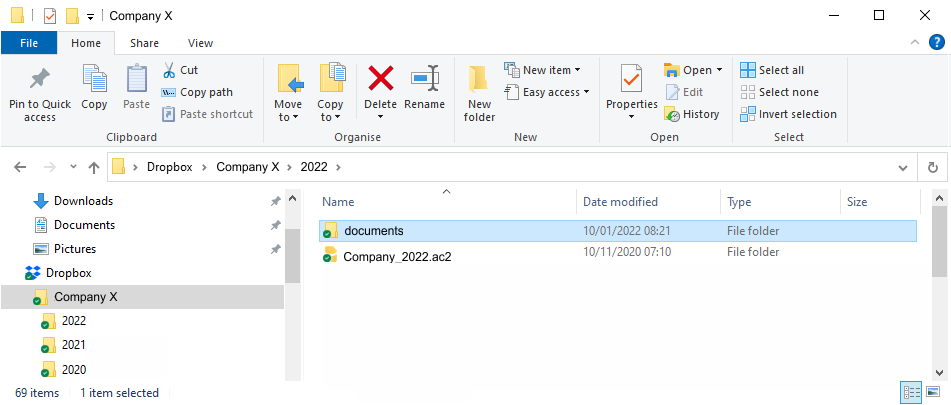 Company X
File Home Share View
Pin to Quick access
Copy
Paste
Cut
Copy path
Paste shortcut
Clipboard
Move to
Copy to
Delete
Rename
Organise
New folder
New item
Easy access
New
Properties
Open
Edit
History
Open
Select all
Select none
Invert selection
Select
Dropbox > Company X > 2022 >
Downloads
Documents
Pictures
Dropbox
Company X
2022
2021
2020
Name Date modified Type Size
documents 10/01/2022 08:21 File folder
Company_2022.ac2 10/11/2020 07:10 File folder
69 items 1 item selected